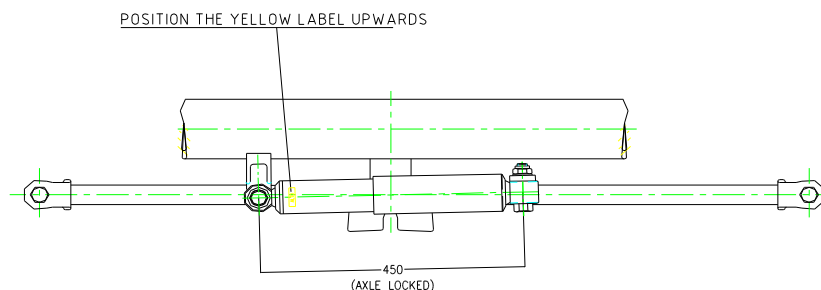 POSITION THE YELLOW LABEL UPWARDS
450
(AXLE LOCKED)